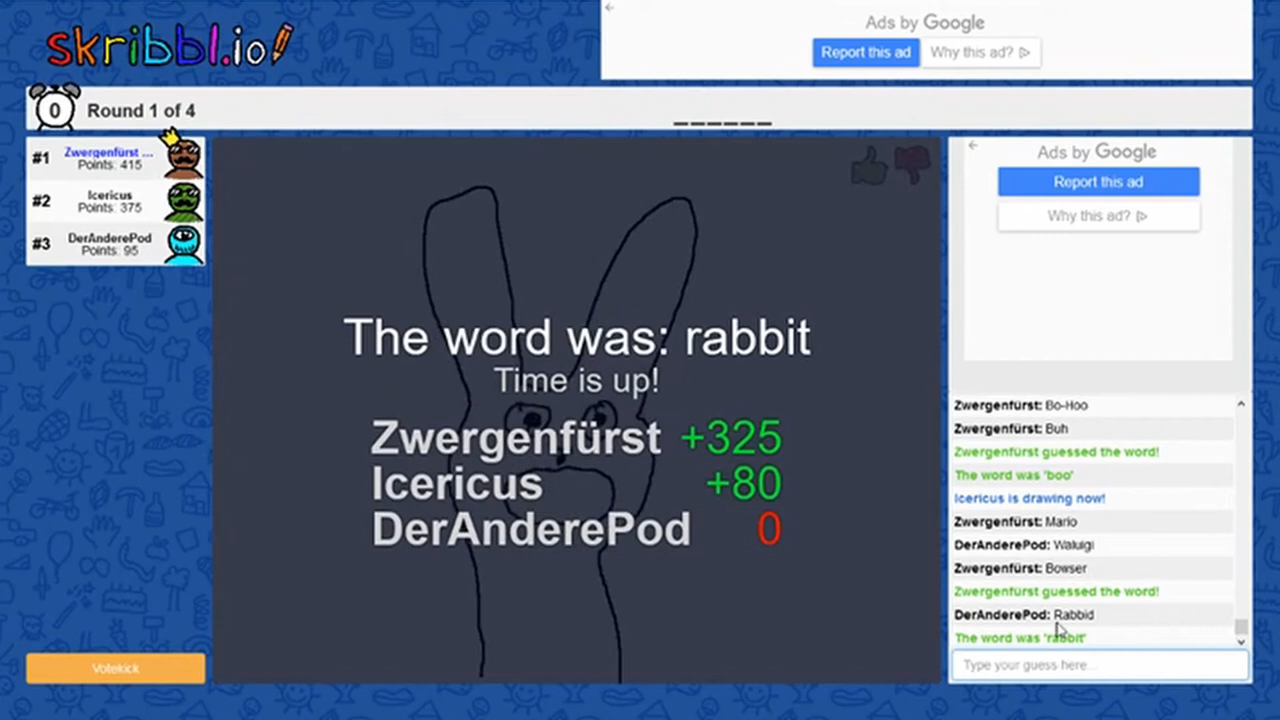 Ads by Google
Report this ad
Why this ad?
skribbl.io!
0
Round 1 of 4
______
#1
Zwergenfürst ...
Points: 415
#2
Icericus
Points: 375
#3
DerAnderePod
Points: 95
The word was: rabbit
Time is up!
Zwergenfürst +325
Icericus +80
DerAnderePod 0
Ads by Google
Report this ad
Why this ad?
Zwergenfürst: Bo-Hoo
Zwergenfürst: Buh
Zwergenfürst guessed the word!
The word was 'boo'
Icericus is drawing now!
Zwergenfürst: Mario
DerAnderePod: Waluigi
Zwergenfürst: Bowser
Zwergenfürst guessed the word!
DerAnderePod: Rabbid
The word was 'rabbit'
Type your guess here...
Votekick